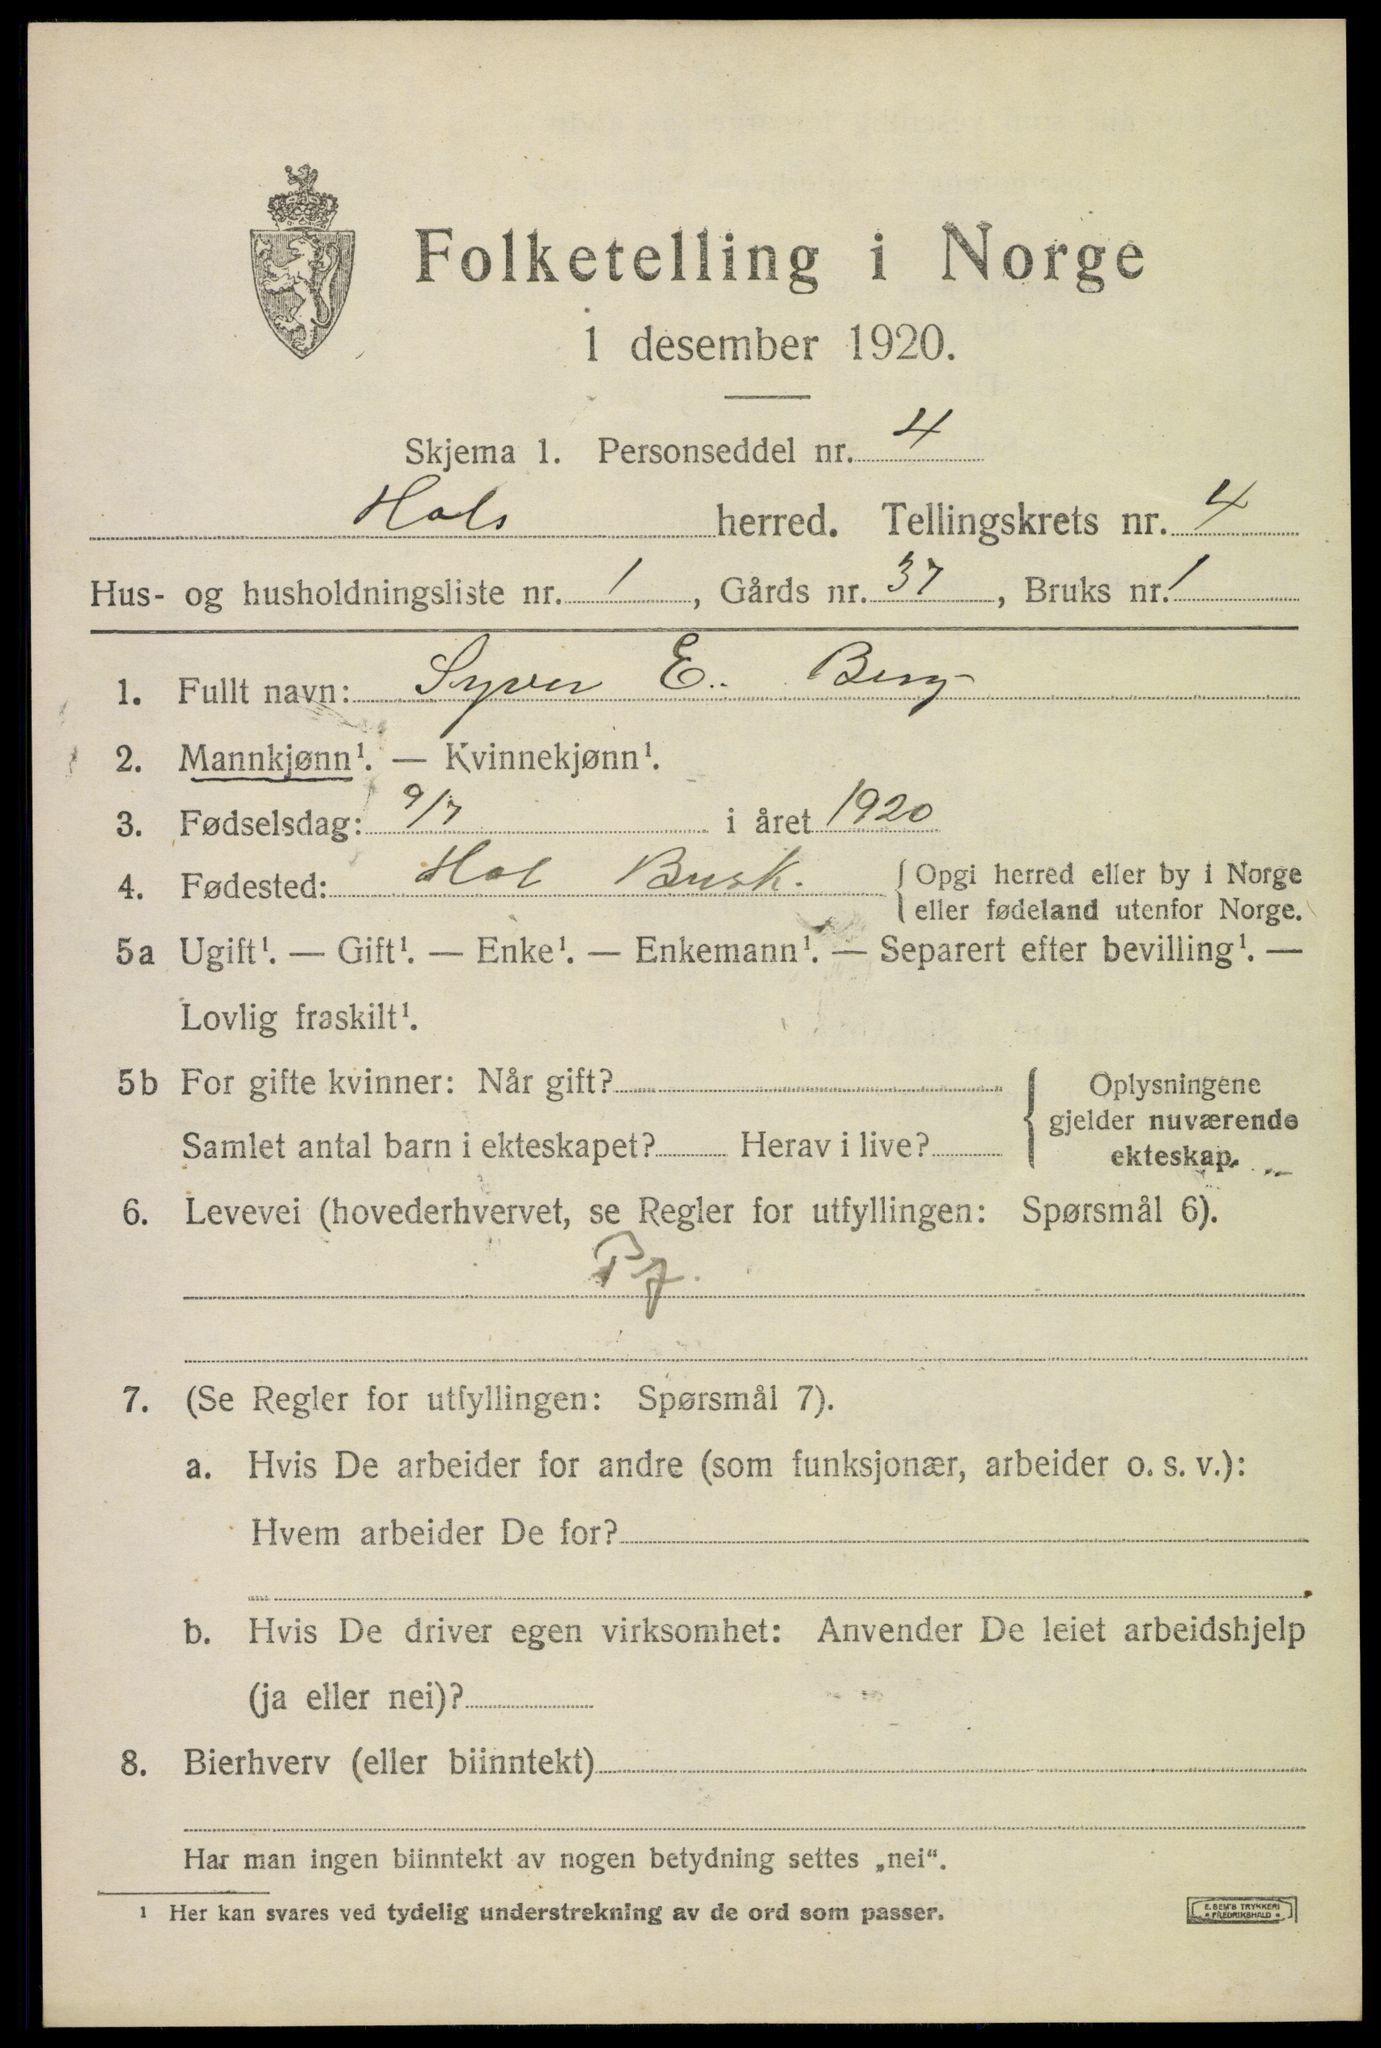 Folketelling i Norge
1 desember 1920.
Skjema 1. Personseddel nr. 4
Hols herred. Tellingskrets nr. 4
Hus- og husholdningsliste nr. 1, Gårds nr. 37, Bruks nr. 1
1. Fullt navn: Syver E. Berg
2. Mannkjønn¹. — Kvinnekjønn¹.
3. Fødselsdag: 9/7 i året 1920
4. Fødested: Hol Busk. { Opgi herred eller by i Norge
eller fødeland utenfor Norge.
5a Ugift¹. — Gift¹. — Enke¹. — Enkemann¹. — Separert efter bevilling¹. —
Lovlig fraskilt¹.
5b For gifte kvinner: Når gift?
Samlet antal barn i ekteskapet? Herav i live?
{ Oplysningene
gjelder nuværende
ekteskap.
6. Levevei (hovederhvervet, se Regler for utfyllingen: Spørsmål 6).
7. (Se Regler for utfyllingen: Spørsmål 7).
a. Hvis De arbeider for andre (som funksjonær, arbeider o. s. v.):
Hvem arbeider De for?
b. Hvis De driver egen virksomhet: Anvender De leiet arbeidshjelp
(ja eller nei)?
8. Bierhverv (eller biinntekt)
Har man ingen biinntekt av nogen betydning settes „nei“.
¹ Her kan svares ved tydelig understrekning av de ord som passer.
E. SEM'S TRYKKERI
FREDRIKSHALD